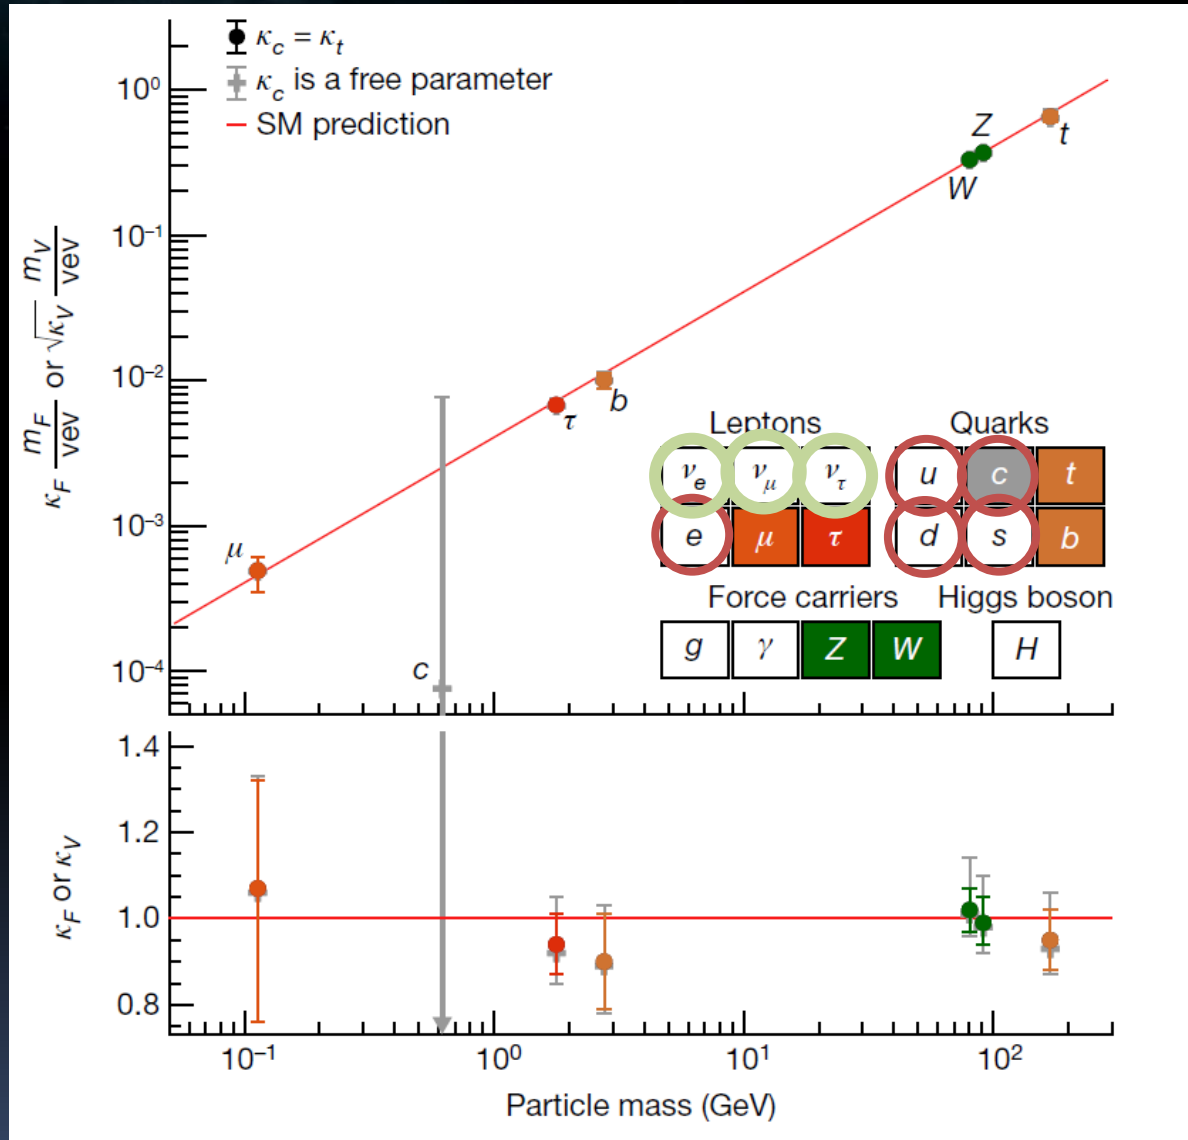 κc = κt
κc is a free parameter
SM prediction
10⁰
10⁻¹
10⁻²
10⁻³
10⁻⁴
κF mF/vev or √κV mV/vev
Z
W
t
b
τ
μ
c
Leptons Quarks
νe νμ ντ u c t
e μ τ d s b
Force carriers Higgs boson
g γ Z W H
1.4
1.2
1.0
0.8
κF or κV
10⁻¹ 10⁰ 10¹ 10²
Particle mass (GeV)